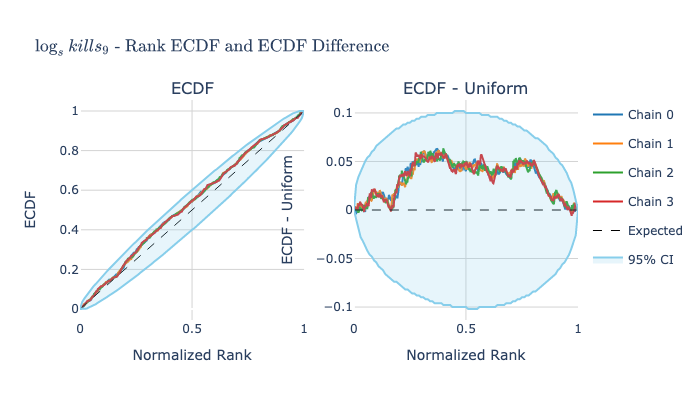 log_s kills_9 - Rank ECDF and ECDF Difference
ECDF
ECDF - Uniform
ECDF
1
0.8
0.6
0.4
0.2
0
0
0.5
1
Normalized Rank
ECDF - Uniform
0.1
0.05
0
−0.05
−0.1
0
0.5
1
Normalized Rank
Chain 0
Chain 1
Chain 2
Chain 3
Expected
95% CI